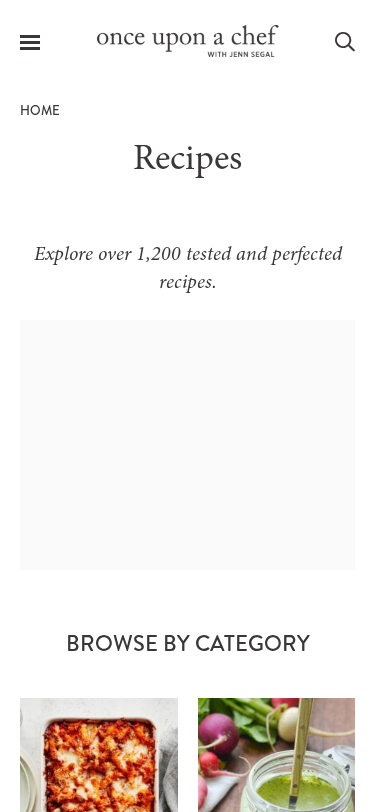 once upon a chef
WITH JENN SEGAL
HOME
Recipes
Explore over 1,200 tested and perfected
recipes.
BROWSE BY CATEGORY